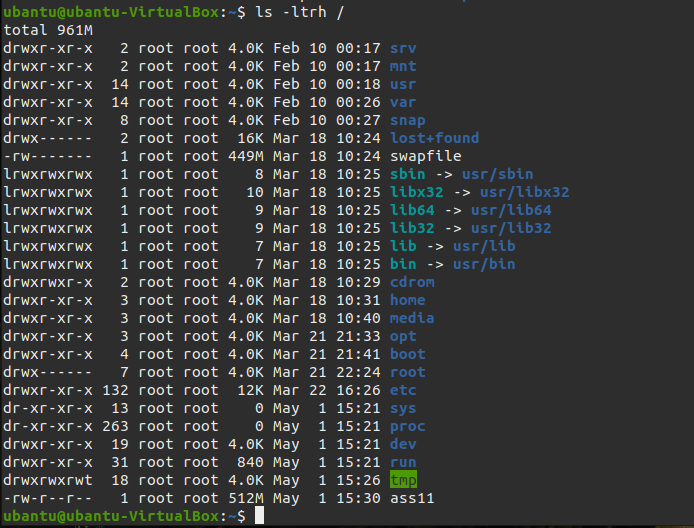 ubantu@ubantu-VirtualBox:~$ ls -ltrh /
total 961M
drwxr-xr-x   2 root root 4.0K Feb 10 00:17 srv
drwxr-xr-x   2 root root 4.0K Feb 10 00:17 mnt
drwxr-xr-x  14 root root 4.0K Feb 10 00:18 usr
drwxr-xr-x  14 root root 4.0K Feb 10 00:26 var
drwxr-xr-x   8 root root 4.0K Feb 10 00:27 snap
drwx------   2 root root  16K Mar 18 10:24 lost+found
-rw-------   1 root root 449M Mar 18 10:24 swapfile
lrwxrwxrwx   1 root root    8 Mar 18 10:25 sbin -> usr/sbin
lrwxrwxrwx   1 root root   10 Mar 18 10:25 libx32 -> usr/libx32
lrwxrwxrwx   1 root root    9 Mar 18 10:25 lib64 -> usr/lib64
lrwxrwxrwx   1 root root    9 Mar 18 10:25 lib32 -> usr/lib32
lrwxrwxrwx   1 root root    7 Mar 18 10:25 lib -> usr/lib
lrwxrwxrwx   1 root root    7 Mar 18 10:25 bin -> usr/bin
drwxrwxr-x   2 root root 4.0K Mar 18 10:29 cdrom
drwxr-xr-x   3 root root 4.0K Mar 18 10:31 home
drwxr-xr-x   3 root root 4.0K Mar 18 10:40 media
drwxr-xr-x   3 root root 4.0K Mar 21 21:33 opt
drwxr-xr-x   4 root root 4.0K Mar 21 21:41 boot
drwx------   7 root root 4.0K Mar 21 22:24 root
drwxr-xr-x 132 root root  12K Mar 22 16:26 etc
dr-xr-xr-x  13 root root    0 May  1 15:21 sys
dr-xr-xr-x 263 root root    0 May  1 15:21 proc
drwxr-xr-x  19 root root 4.0K May  1 15:21 dev
drwxr-xr-x  31 root root  840 May  1 15:21 run
drwxrwxrwt  18 root root 4.0K May  1 15:26 tmp
-rw-r--r--   1 root root 512M May  1 15:30 ass11
ubantu@ubantu-VirtualBox:~$